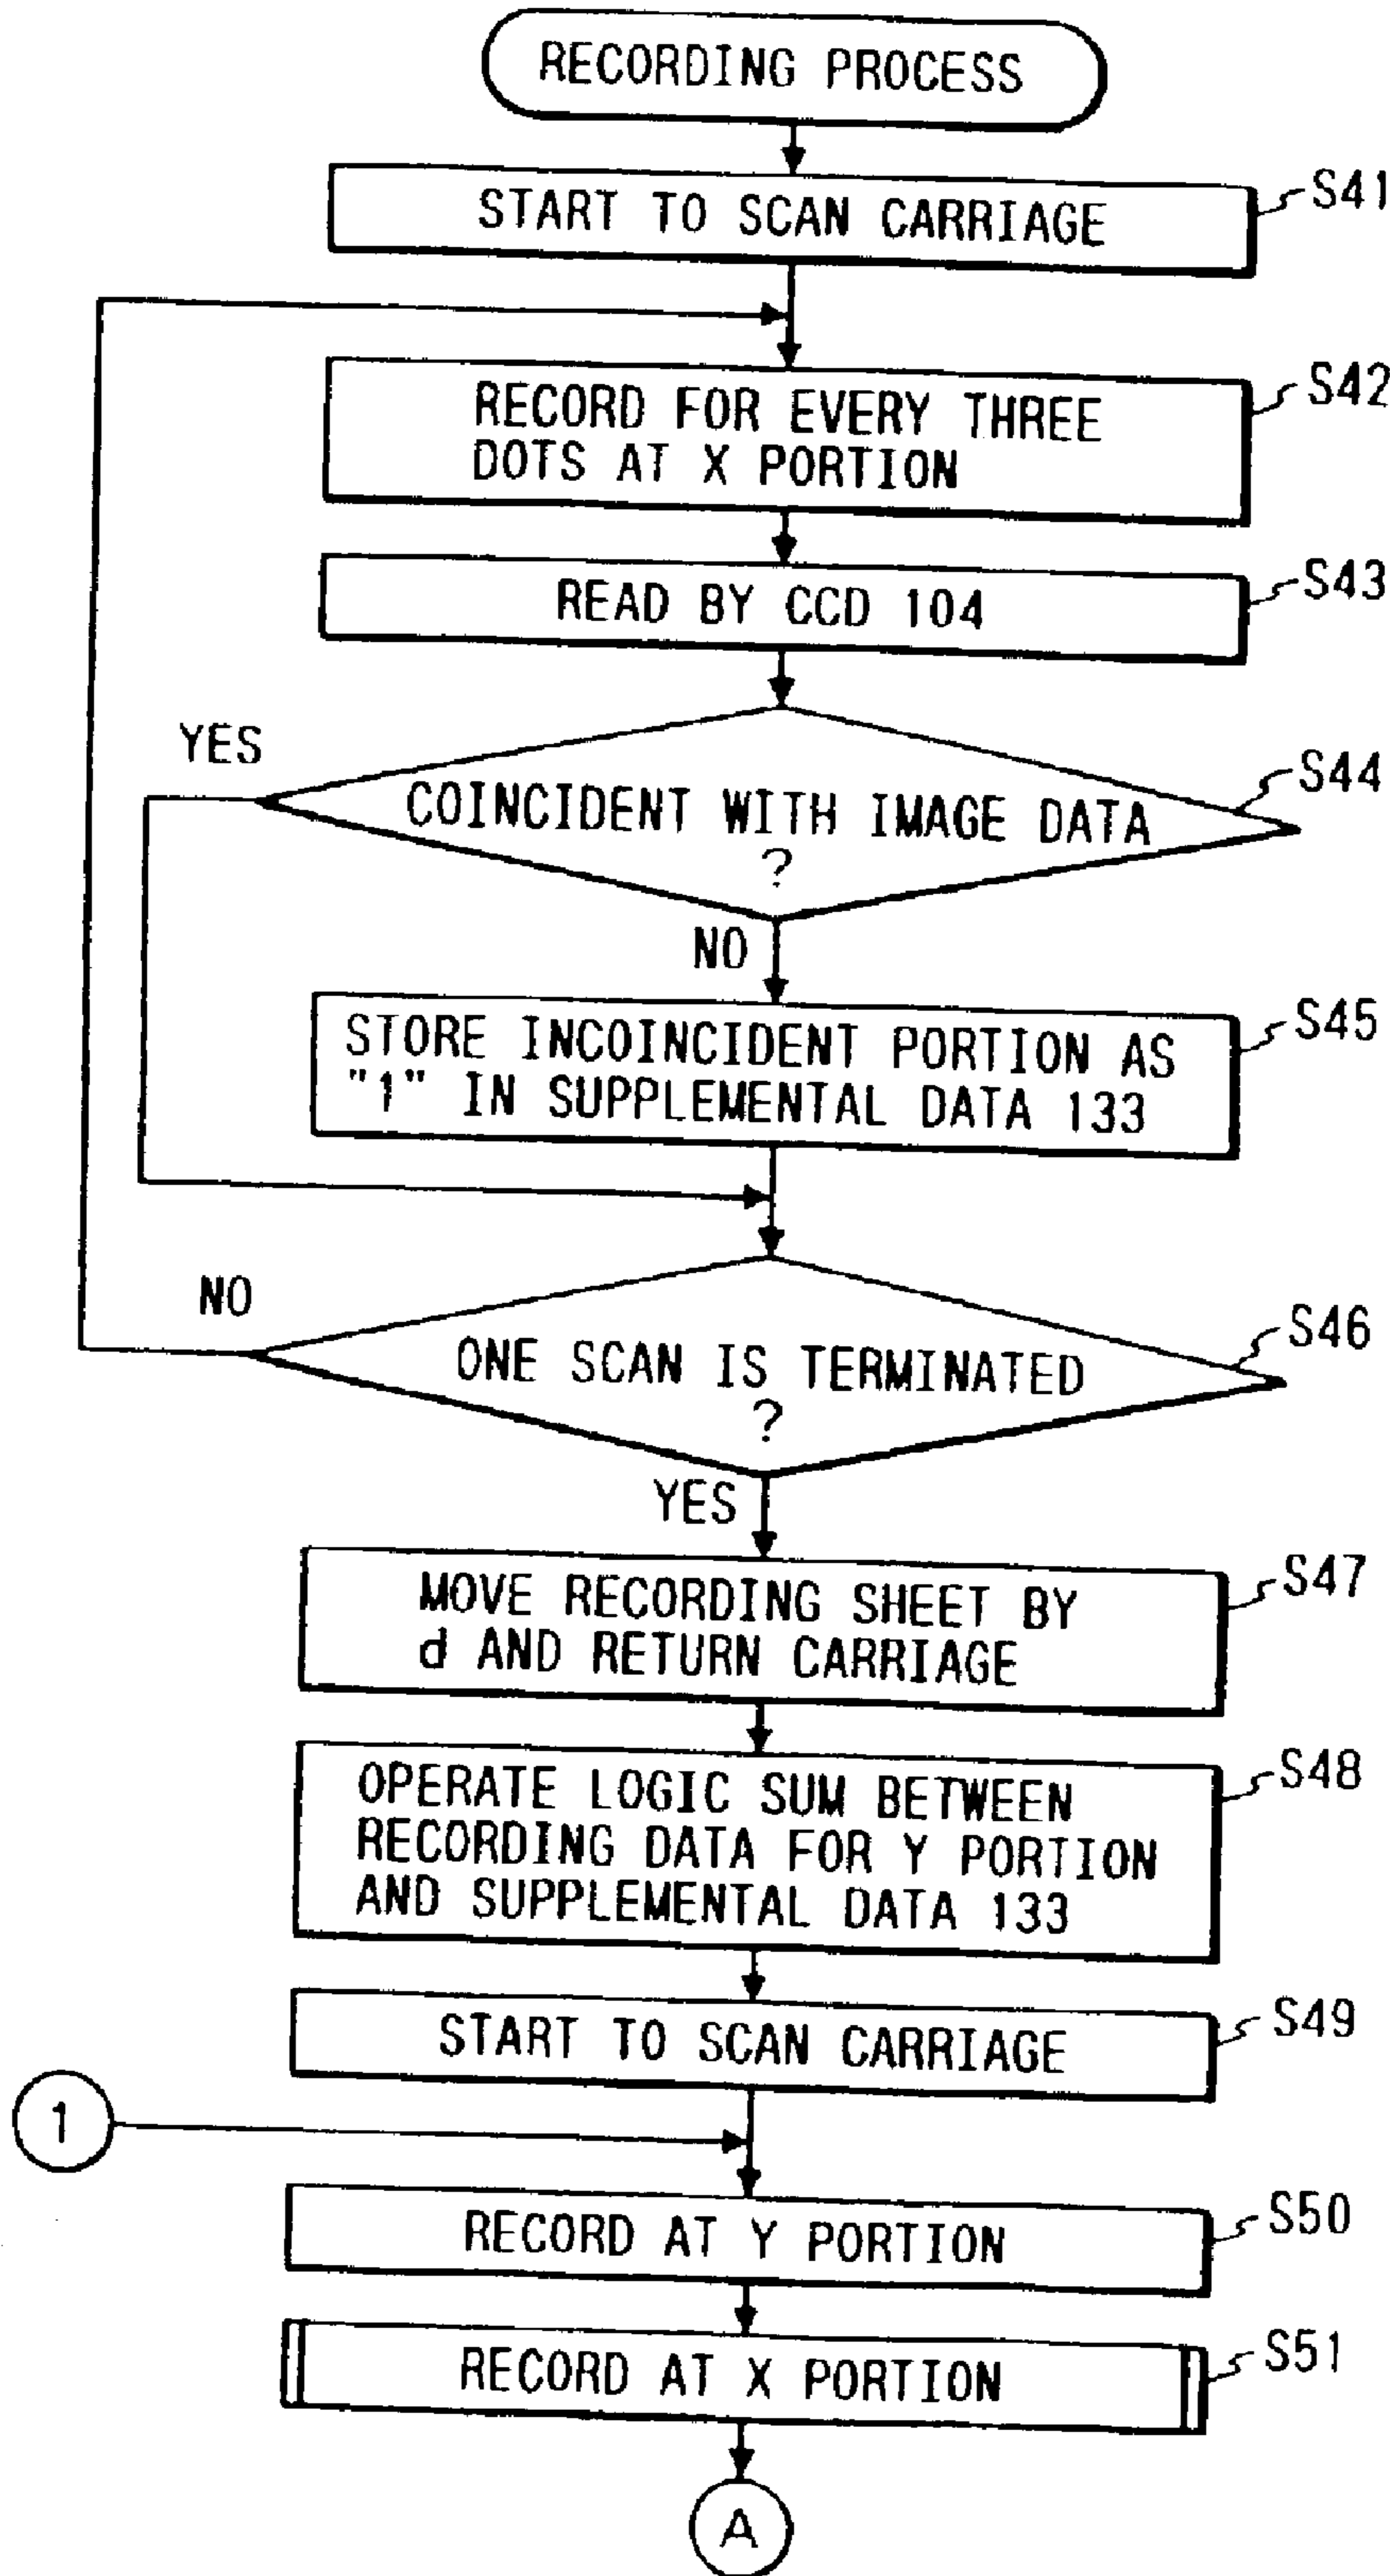 RECORDING PROCESS
START TO SCAN CARRIAGE
S41
RECORD FOR EVERY THREE
DOTS AT X PORTION
S42
READ BY CCD 104
S43
YES
COINCIDENT WITH IMAGE DATA
?
S44
NO
STORE INCOINCIDENT PORTION AS
"1" IN SUPPLEMENTAL DATA 133
S45
NO
ONE SCAN IS TERMINATED
?
S46
YES
MOVE RECORDING SHEET BY
d AND RETURN CARRIAGE
S47
OPERATE LOGIC SUM BETWEEN
RECORDING DATA FOR Y PORTION
AND SUPPLEMENTAL DATA 133
S48
START TO SCAN CARRIAGE
S49
1
RECORD AT Y PORTION
S50
RECORD AT X PORTION
S51
A